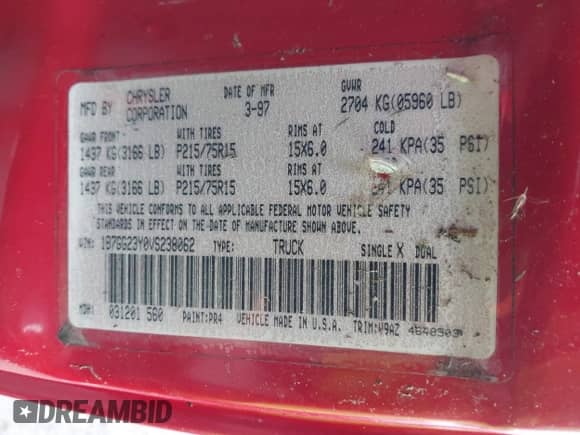 MFD BY CHRYSLER CORPORATION DATE OF MFR 3-97 GVWR 2704 KG(05960 LB)
GAWR FRONT WITH TIRES RIMS AT COLD
1437 KG(3166 LB) P215/75R15 15X6.0 241 KPA(35 PSI)
GAWR REAR WITH TIRES RIMS AT
1437 KG(3166 LB) P215/75R15 15X6.0 KPA(35 PSI)
THIS VEHICLE CONFORMS TO ALL APPLICABLE FEDERAL MOTOR VEHICLE SAFETY
STANDARDS IN EFFECT ON THE DATE OF MANUFACTURE SHOWN ABOVE.
VIN: 1B7GG23Y0VS238062 TYPE: TRUCK SINGLE X DUAL
MDH: 031201 560 PAINT:PR4 VEHICLE MADE IN U.S.A. TRIM:V9AZ
DREAMBID